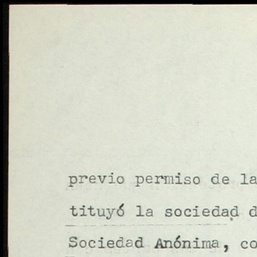 previo permiso de la
tituyó la sociedad d
Sociedad Anónima, co